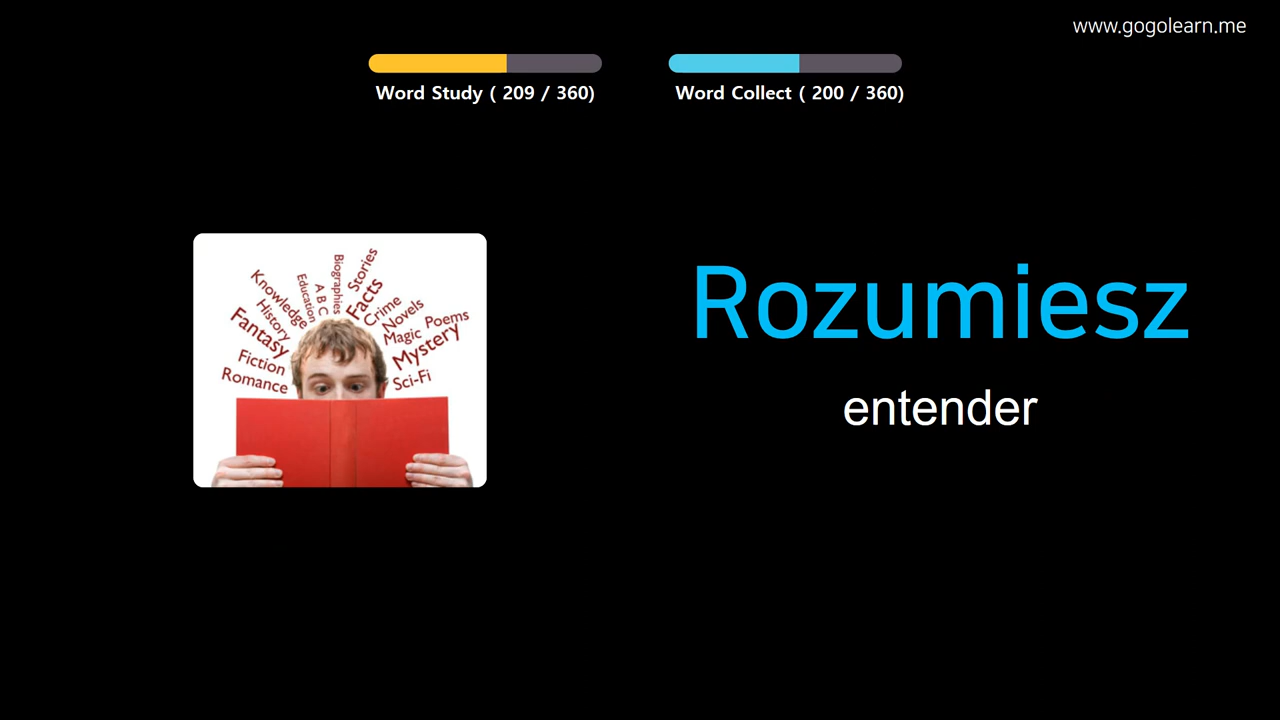 www.gogolearn.me
Word Study ( 209 / 360)
Word Collect ( 200 / 360)
Rozumiesz
entender
Knowledge
History
Fantasy
Fiction
Romance
Education
A B C
Biographies
Stories
Facts
Crime
Novels
Magic
Poems
Mystery
Sci-Fi